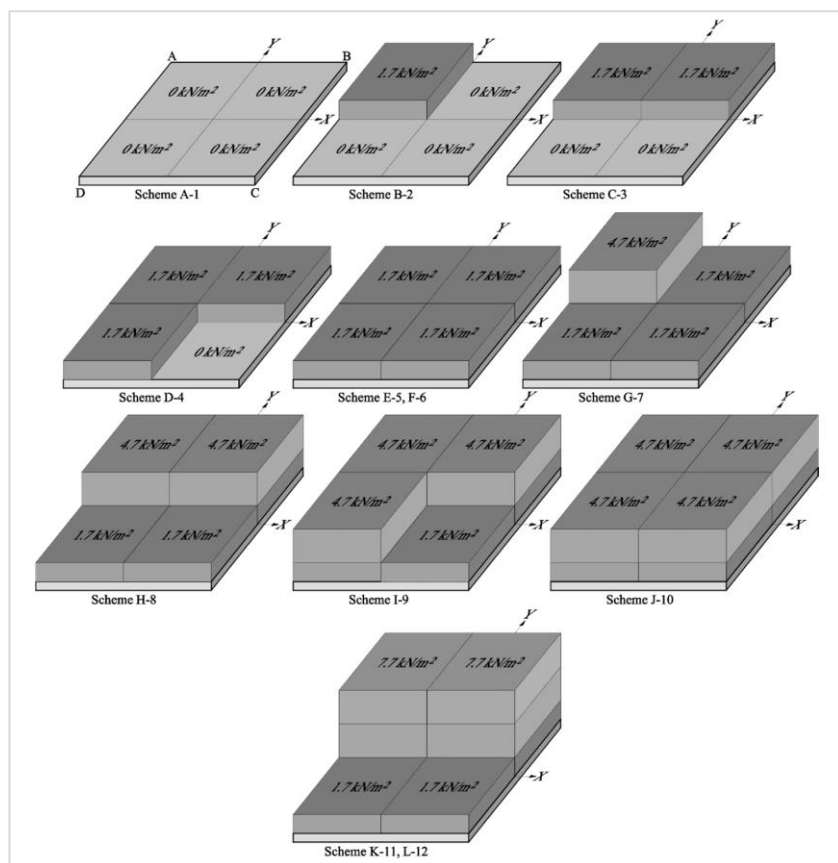 Y
A
B
0 kN/m²
0 kN/m²
X
0 kN/m²
0 kN/m²
D
C
Scheme A-1
Y
1.7 kN/m²
0 kN/m²
X
0 kN/m²
0 kN/m²
Scheme B-2
Y
1.7 kN/m²
1.7 kN/m²
X
0 kN/m²
0 kN/m²
Scheme C-3
Y
1.7 kN/m²
1.7 kN/m²
X
1.7 kN/m²
0 kN/m²
Scheme D-4
Y
1.7 kN/m²
1.7 kN/m²
X
1.7 kN/m²
1.7 kN/m²
Scheme E-5, F-6
Y
4.7 kN/m²
1.7 kN/m²
X
1.7 kN/m²
1.7 kN/m²
Scheme G-7
Y
4.7 kN/m²
4.7 kN/m²
X
1.7 kN/m²
1.7 kN/m²
Scheme H-8
Y
4.7 kN/m²
4.7 kN/m²
4.7 kN/m²
X
1.7 kN/m²
Scheme I-9
Y
4.7 kN/m²
4.7 kN/m²
4.7 kN/m²
4.7 kN/m²
X
Scheme J-10
Y
7.7 kN/m²
7.7 kN/m²
X
1.7 kN/m²
1.7 kN/m²
Scheme K-11, L-12